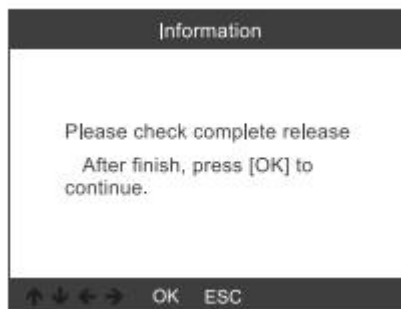 Information
Please check complete release
After finish, press [OK] to
continue.
OK ESC